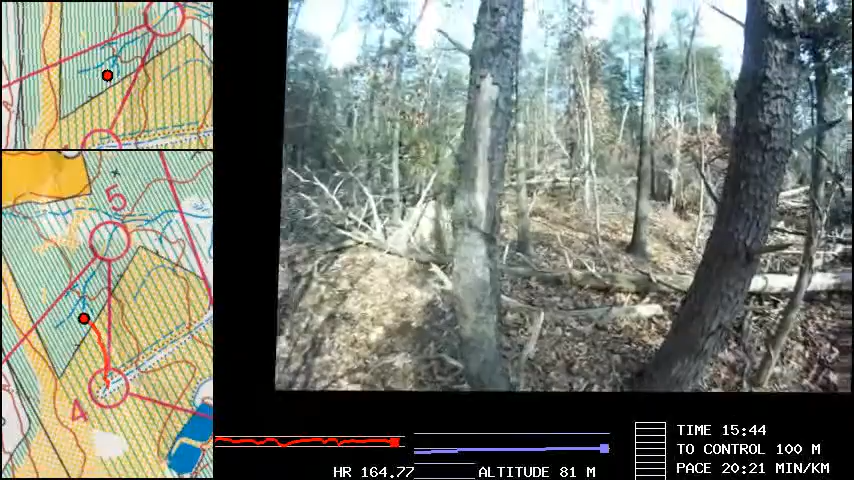 5
4
TIME 15:44
TO CONTROL 100 M
HR 164.77
ALTITUDE 81 M
PACE 20:21 MIN/KM